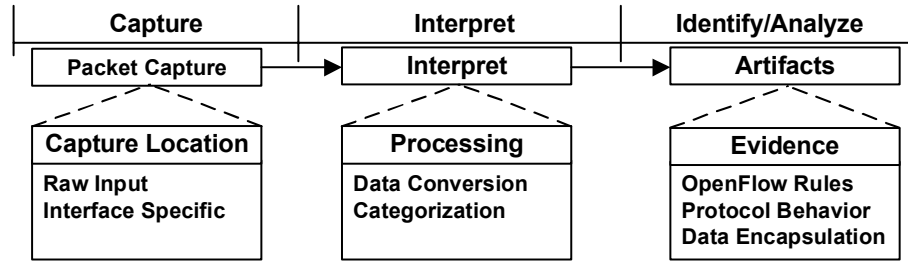 Capture
Interpret
Identify/Analyze
Packet Capture
Interpret
Artifacts
Capture Location
Raw Input
Interface Specific
Processing
Data Conversion
Categorization
Evidence
OpenFlow Rules
Protocol Behavior
Data Encapsulation